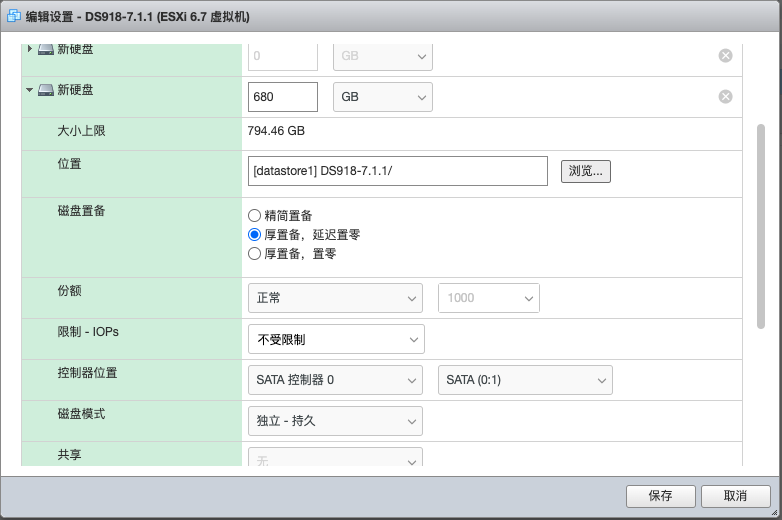 编辑设置 - DS918-7.1.1 (ESXi 6.7 虚拟机)
新硬盘 0 GB
新硬盘 680 GB
大小上限 794.46 GB
位置 [datastore1] DS918-7.1.1/ 浏览...
磁盘置备
精简置备
厚置备，延迟置零
厚置备，置零
份额 正常 1000
限制 - IOPs 不受限制
控制器位置 SATA 控制器 0 SATA (0:1)
磁盘模式 独立 - 持久
共享 无
保存 取消